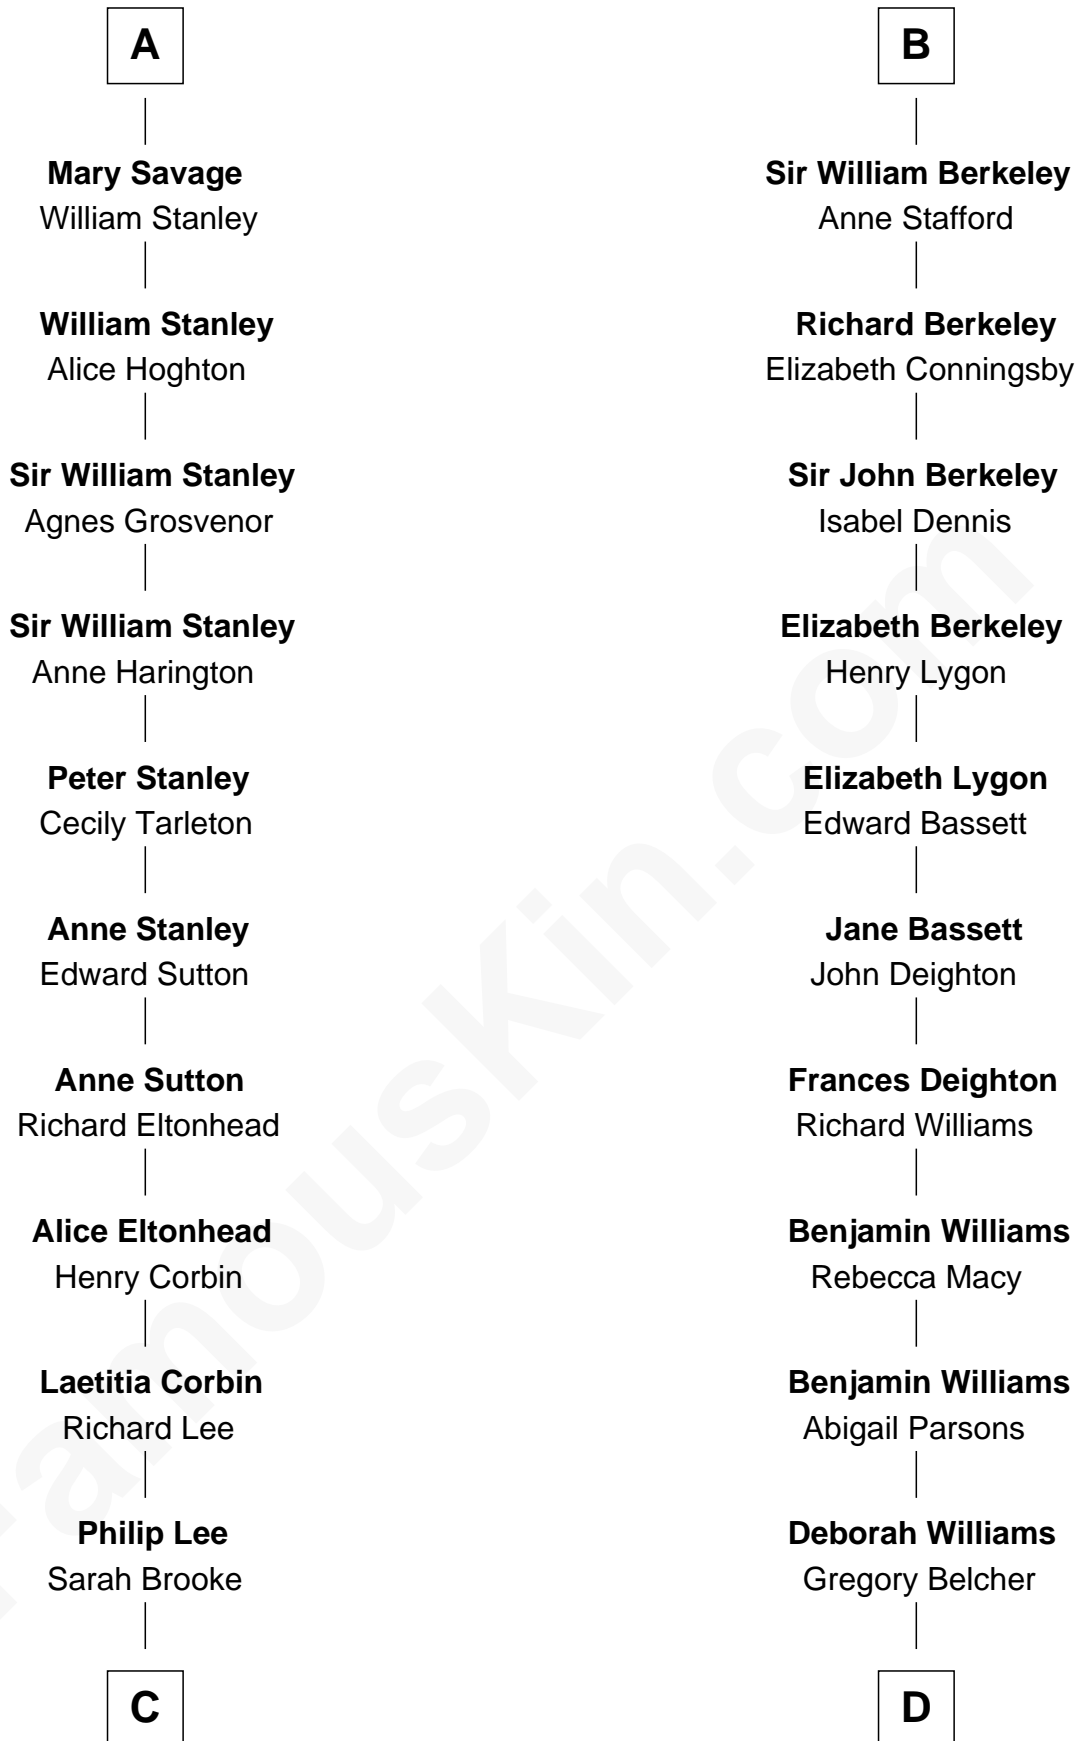 A
Mary Savage
William Stanley
William Stanley
Alice Hoghton
Sir William Stanley
Agnes Grosvenor
Sir William Stanley
Anne Harington
Peter Stanley
Cecily Tarleton
Anne Stanley
Edward Sutton
Anne Sutton
Richard Eltonhead
Alice Eltonhead
Henry Corbin
Laetitia Corbin
Richard Lee
Philip Lee
Sarah Brooke
C
B
Sir William Berkeley
Anne Stafford
Richard Berkeley
Elizabeth Conningsby
Sir John Berkeley
Isabel Dennis
Elizabeth Berkeley
Henry Lygon
Elizabeth Lygon
Edward Bassett
Jane Bassett
John Deighton
Frances Deighton
Richard Williams
Benjamin Williams
Rebecca Macy
Benjamin Williams
Abigail Parsons
Deborah Williams
Gregory Belcher
D
FamousKin.com